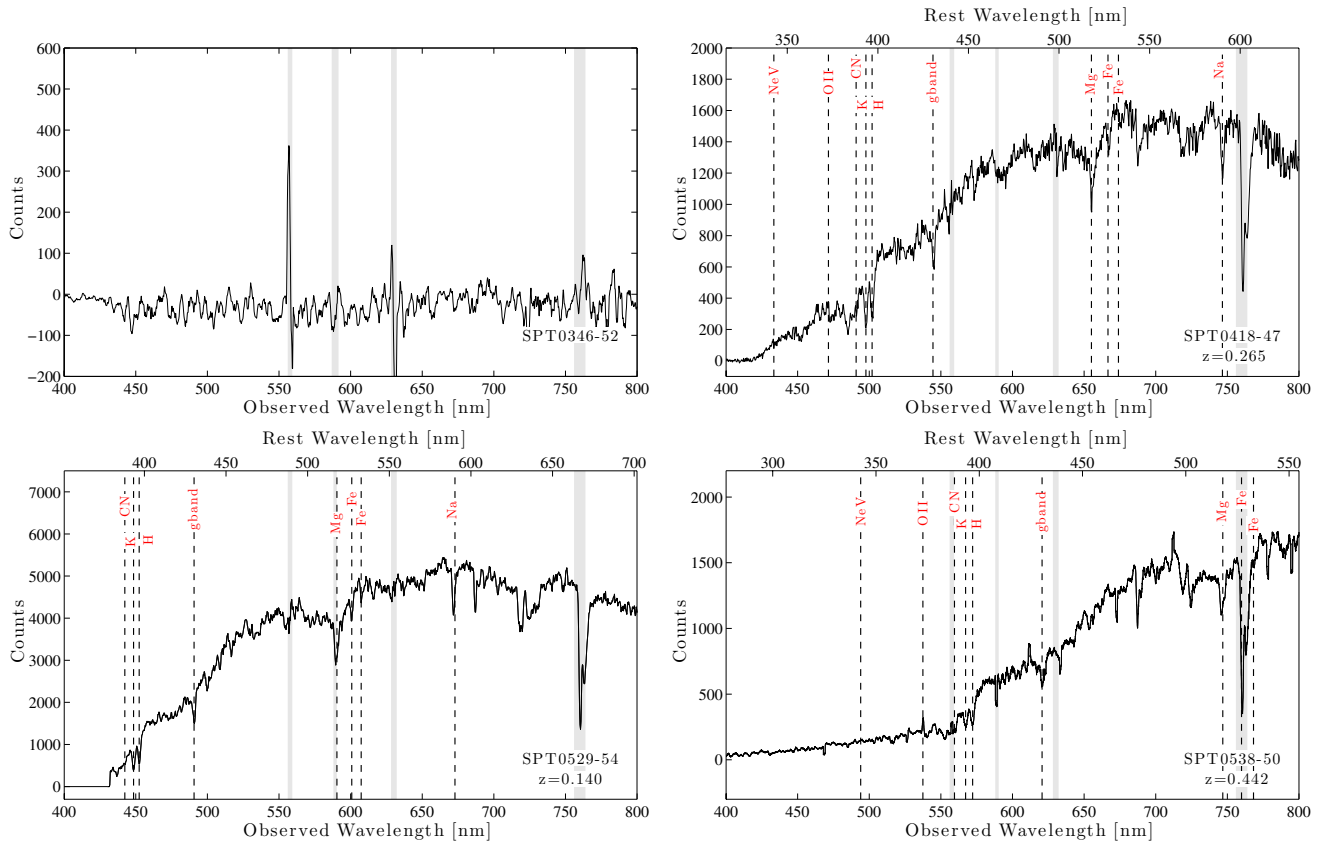 600
500
400
300
200
100
0
−100
−200
Counts
400 450 500 550 600 650 700 750 800
Observed Wavelength [nm]
SPT0346-52
Rest Wavelength [nm]
350 400 450 500 550 600
2000
1800
1600
1400
1200
1000
800
600
400
200
0
Counts
NeV
OII
CN
K
H
gband
Mg
Fe
Fe
Na
SPT0418-47
z=0.265
400 450 500 550 600 650 700 750 800
Observed Wavelength [nm]
Rest Wavelength [nm]
400 450 500 550 600 650 700
7000
6000
5000
4000
3000
2000
1000
0
Counts
CN
K
H
gband
Mg
Fe
Fe
Na
SPT0529-54
z=0.140
400 450 500 550 600 650 700 750 800
Observed Wavelength [nm]
Rest Wavelength [nm]
300 350 400 450 500 550
2000
1500
1000
500
0
Counts
NeV
OII
CN
K
H
gband
Mg
Fe
Fe
SPT0538-50
z=0.442
400 450 500 550 600 650 700 750 800
Observed Wavelength [nm]